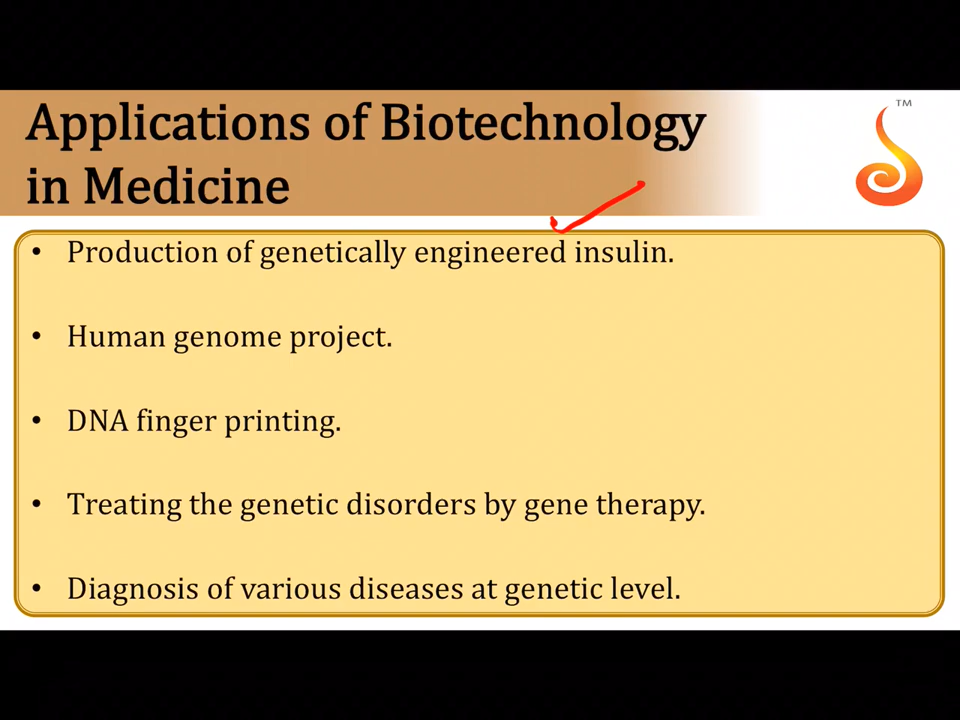 Applications of Biotechnology
in Medicine
TM
• Production of genetically engineered insulin.
• Human genome project.
• DNA finger printing.
• Treating the genetic disorders by gene therapy.
• Diagnosis of various diseases at genetic level.